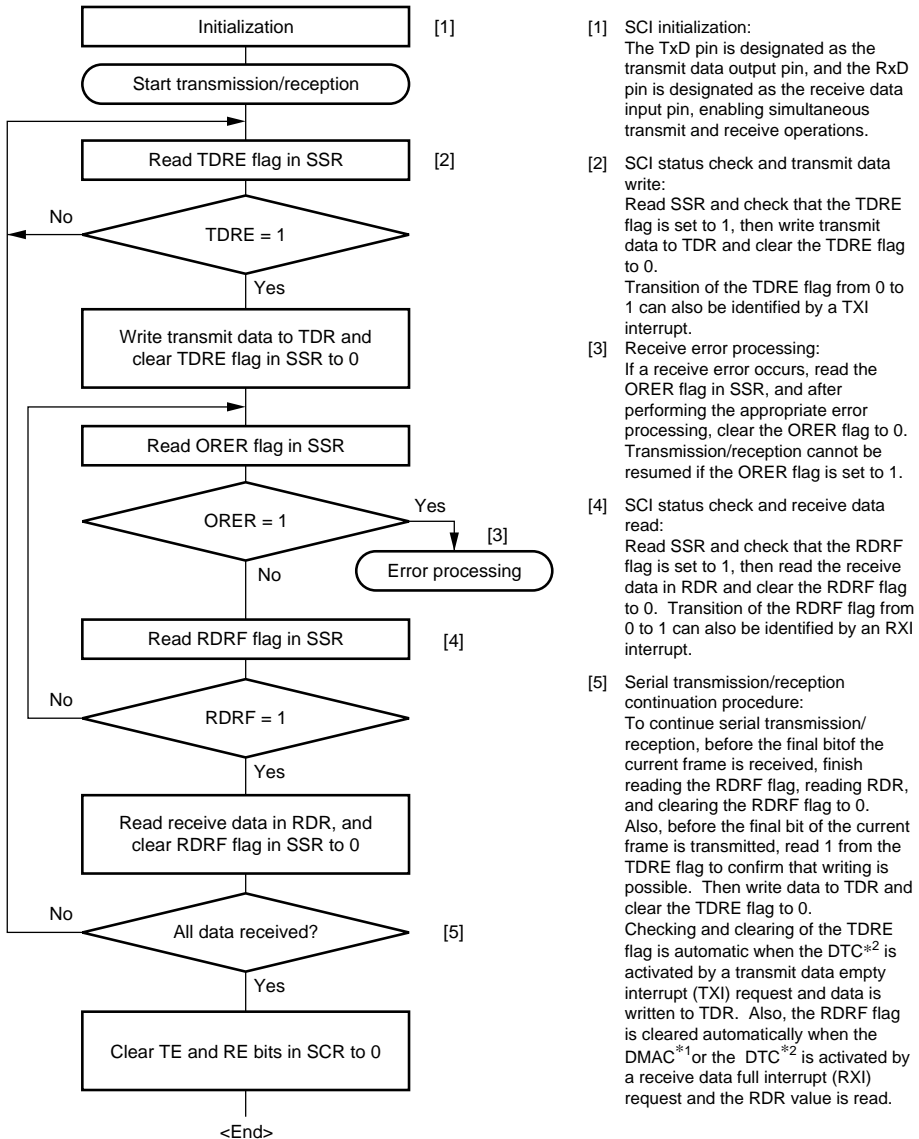 Initialization
[1]
Start transmission/reception
Read TDRE flag in SSR
[2]
No
TDRE = 1
Yes
Write transmit data to TDR and
clear TDRE flag in SSR to 0
Read ORER flag in SSR
ORER = 1
Yes
[3]
Error processing
No
Read RDRF flag in SSR
[4]
No
RDRF = 1
Yes
Read receive data in RDR, and
clear RDRF flag in SSR to 0
No
All data received?
[5]
Yes
Clear TE and RE bits in SCR to 0
<End>
[1] SCI initialization:
The TxD pin is designated as the
transmit data output pin, and the RxD
pin is designated as the receive data
input pin, enabling simultaneous
transmit and receive operations.
[2] SCI status check and transmit data
write:
Read SSR and check that the TDRE
flag is set to 1, then write transmit
data to TDR and clear the TDRE flag
to 0.
Transition of the TDRE flag from 0 to
1 can also be identified by a TXI
interrupt.
[3] Receive error processing:
If a receive error occurs, read the
ORER flag in SSR, and after
performing the appropriate error
processing, clear the ORER flag to 0.
Transmission/reception cannot be
resumed if the ORER flag is set to 1.
[4] SCI status check and receive data
read:
Read SSR and check that the RDRF
flag is set to 1, then read the receive
data in RDR and clear the RDRF flag
to 0. Transition of the RDRF flag from
0 to 1 can also be identified by an RXI
interrupt.
[5] Serial transmission/reception
continuation procedure:
To continue serial transmission/
reception, before the final bitof the
current frame is received, finish
reading the RDRF flag, reading RDR,
and clearing the RDRF flag to 0.
Also, before the final bit of the current
frame is transmitted, read 1 from the
TDRE flag to confirm that writing is
possible. Then write data to TDR and
clear the TDRE flag to 0.
Checking and clearing of the TDRE
flag is automatic when the DTC*2 is
activated by a transmit data empty
interrupt (TXI) request and data is
written to TDR. Also, the RDRF flag
is cleared automatically when the
DMAC*1or the DTC*2 is activated by
a receive data full interrupt (RXI)
request and the RDR value is read.